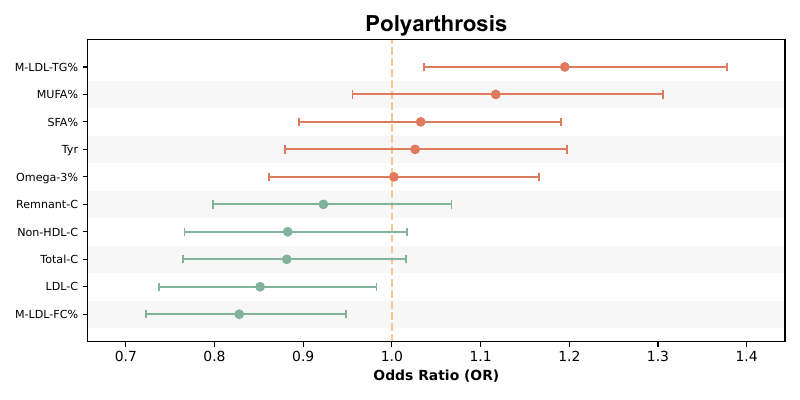 Polyarthrosis
M-LDL-TG%
MUFA%
SFA%
Tyr
Omega-3%
Remnant-C
Non-HDL-C
Total-C
LDL-C
M-LDL-FC%
0.7 0.8 0.9 1.0 1.1 1.2 1.3 1.4
Odds Ratio (OR)